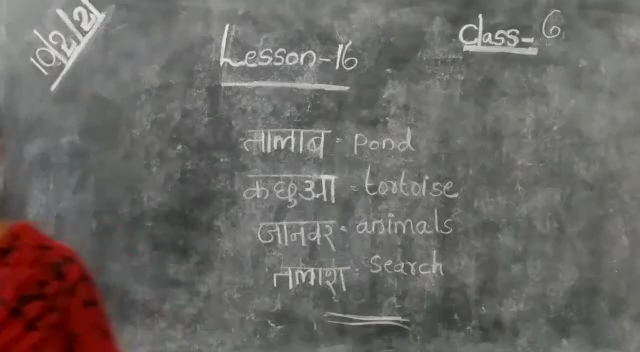 10/2/21
Class-6
Lesson-16
तालाब = pond
कछुआ = tortoise
जानवर = animals
तलाश = Search